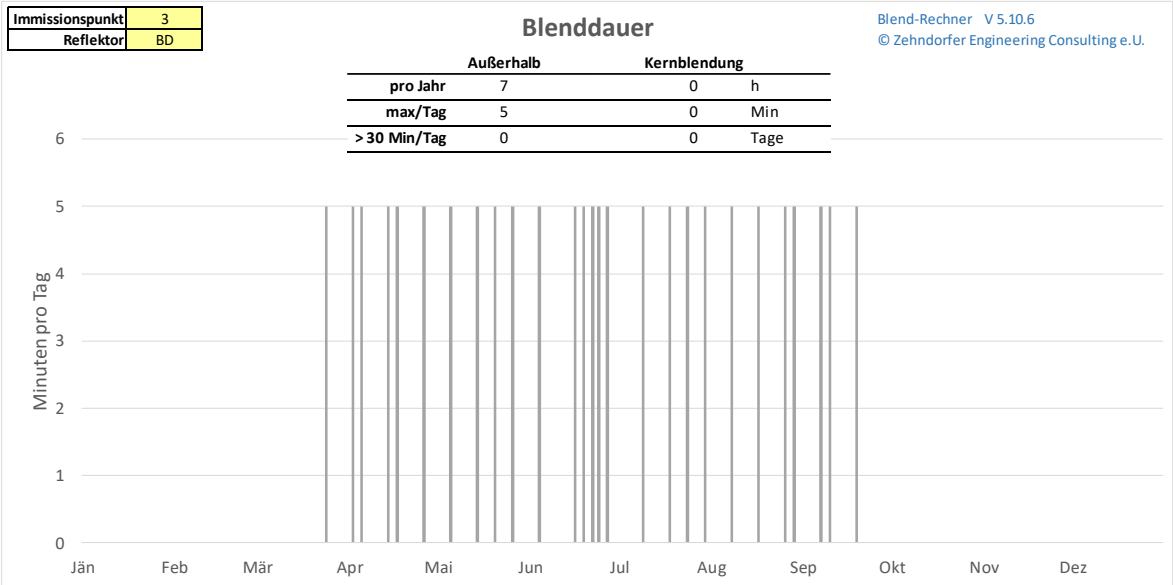 Immissionspunkt 3
Reflektor BD
Blenddauer
Blend-Rechner V 5.10.6
© Zehndorfer Engineering Consulting e.U.
Außerhalb Kernblendung
pro Jahr 7 0 h
max/Tag 5 0 Min
> 30 Min/Tag 0 0 Tage
Minuten pro Tag
6
5
4
3
2
1
0
Jän Feb Mär Apr Mai Jun Jul Aug Sep Okt Nov Dez